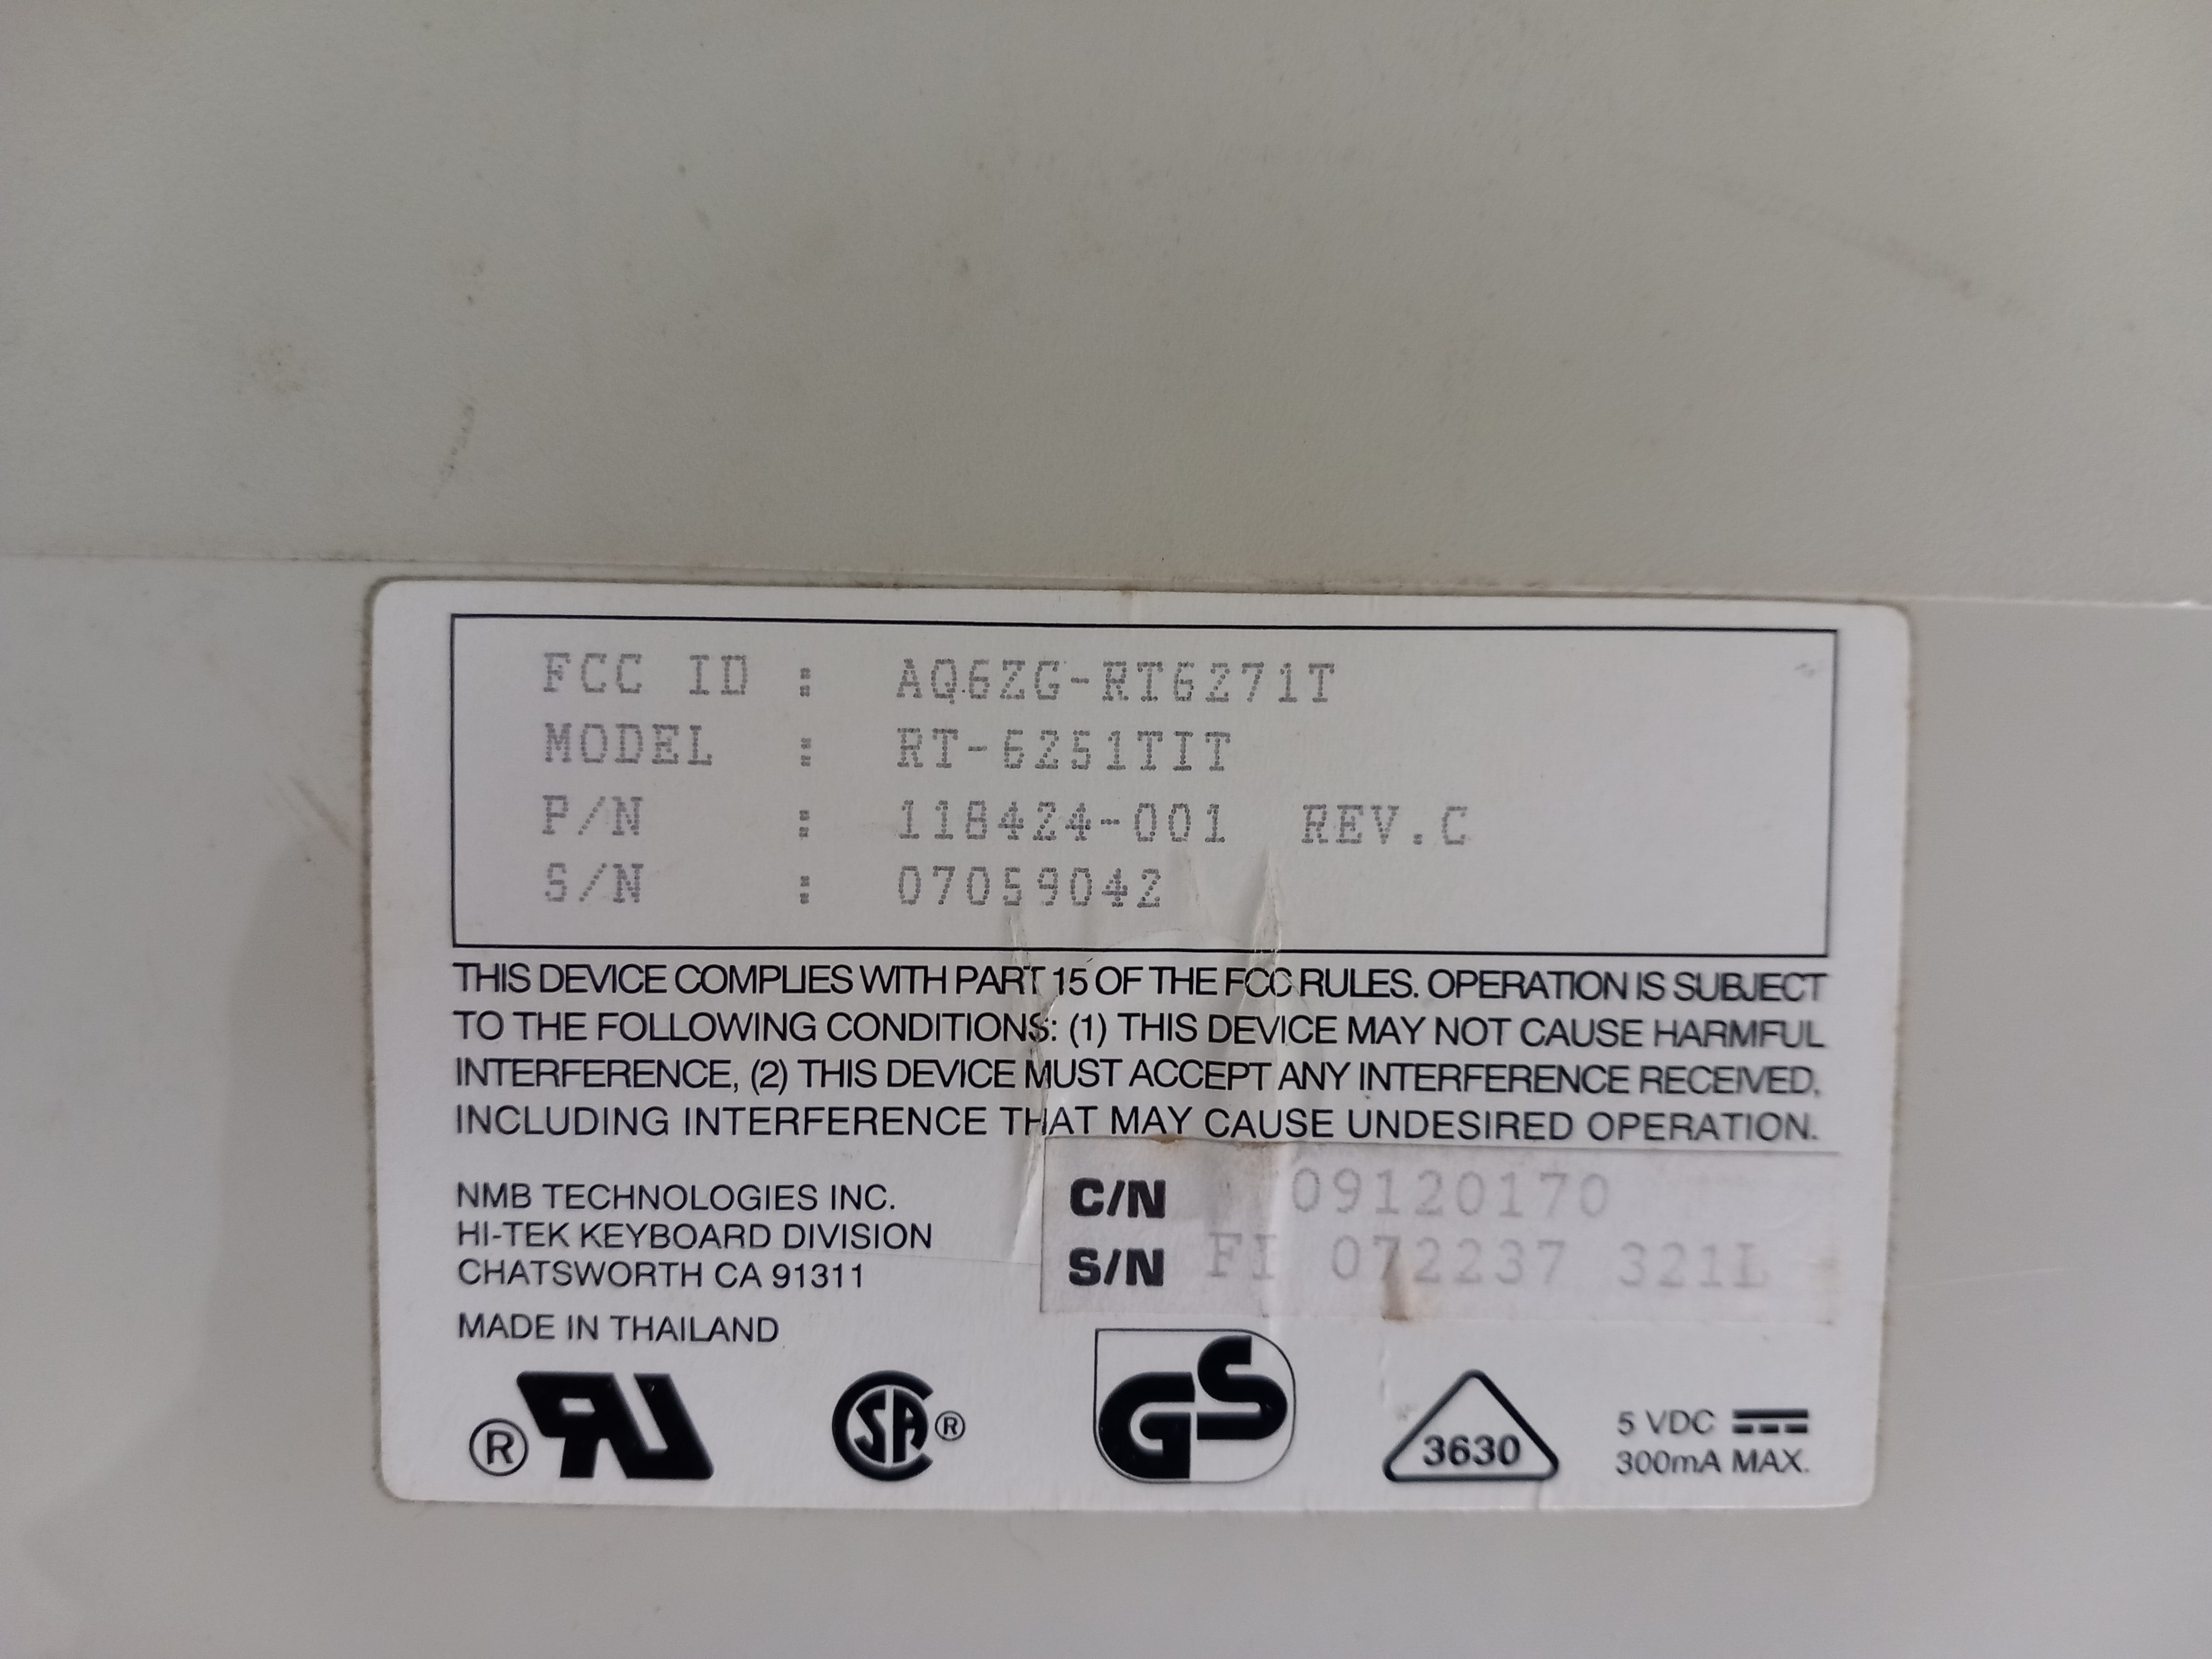 FCC ID : AQ6ZG-RT6271T
MODEL : RT-6251TIT
P/N : 118424-001 REV.C
S/N : 07059042
THIS DEVICE COMPLIES WITH PART 15 OF THE FCC RULES. OPERATION IS SUBJECT
TO THE FOLLOWING CONDITIONS: (1) THIS DEVICE MAY NOT CAUSE HARMFUL
INTERFERENCE, (2) THIS DEVICE MUST ACCEPT ANY INTERFERENCE RECEIVED,
INCLUDING INTERFERENCE THAT MAY CAUSE UNDESIRED OPERATION.
NMB TECHNOLOGIES INC.
HI-TEK KEYBOARD DIVISION
CHATSWORTH CA 91311
MADE IN THAILAND
C/N 09120170
S/N FI 072237 321L
® RU
SA ®
GS
3630
5 VDC
300mA MAX.